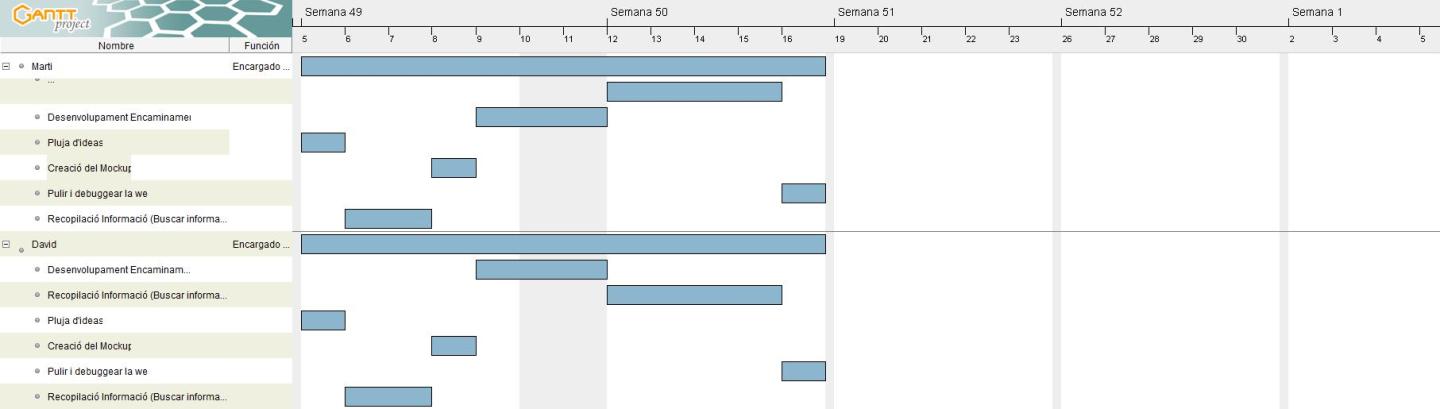 GANTT
project
Semana 49 Semana 50 Semana 51 Semana 52 Semana 1
Nombre Función 5 6 7 8 9 10 11 12 13 14 15 16 19 20 21 22 23 26 27 28 29 30 2 3 4 5
Marti Encargado ...
...
Desenvolupament Encaminamer
Pluja d'ideas
Creació del Mockup
Pulir i debuggear la we
Recopilació Informació (Buscar informa...
David Encargado ...
Desenvolupament Encaminam...
Recopilació Informació (Buscar informa...
Pluja d'ideas
Creació del Mockup
Pulir i debuggear la we
Recopilació Informació (Buscar informa...